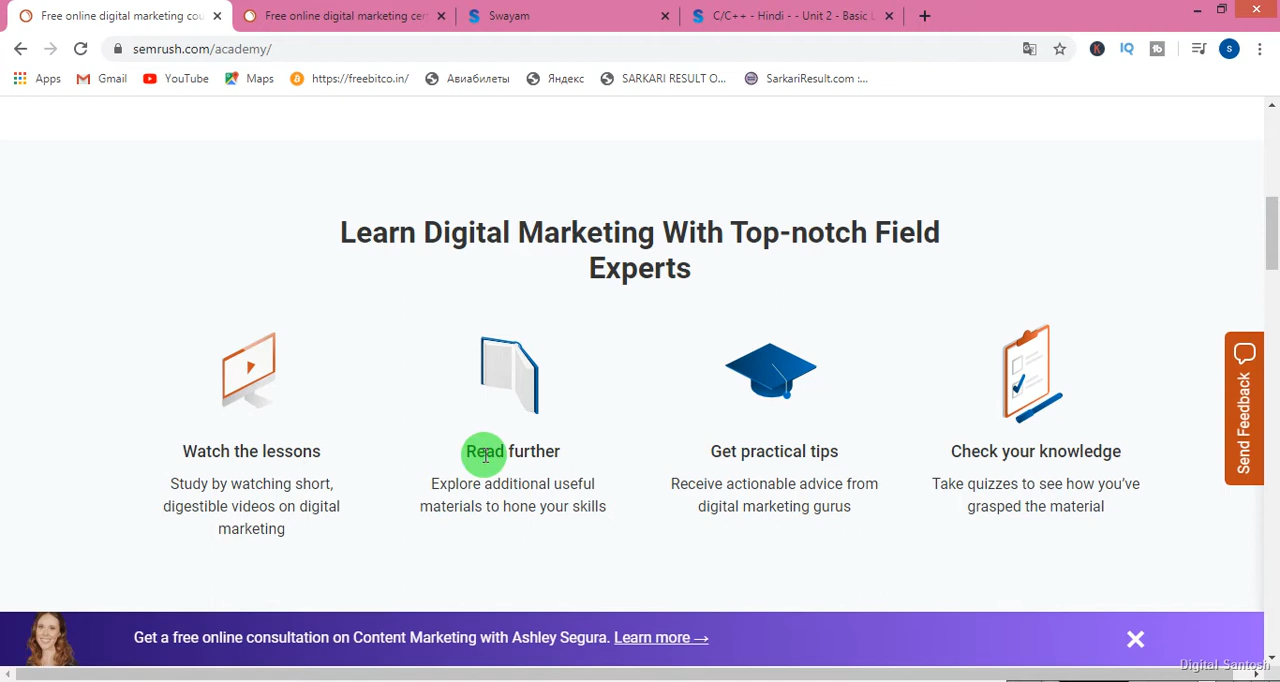 Free online digital marketing cou
Free online digital marketing cert
Swayam
C/C++ - Hindi - - Unit 2 - Basic L
semrush.com/academy/
K
IQ
S
Apps
Gmail
YouTube
Maps
https://freebitco.in/
Авиабилеты
Яндекс
SARKARI RESULT O...
SarkariResult.com :...
Learn Digital Marketing With Top-notch Field
Experts
Watch the lessons
Study by watching short,
digestible videos on digital
marketing
Read further
Explore additional useful
materials to hone your skills
Get practical tips
Receive actionable advice from
digital marketing gurus
Check your knowledge
Take quizzes to see how you've
grasped the material
Send Feedback
Get a free online consultation on Content Marketing with Ashley Segura. Learn more →
Digital Santosh